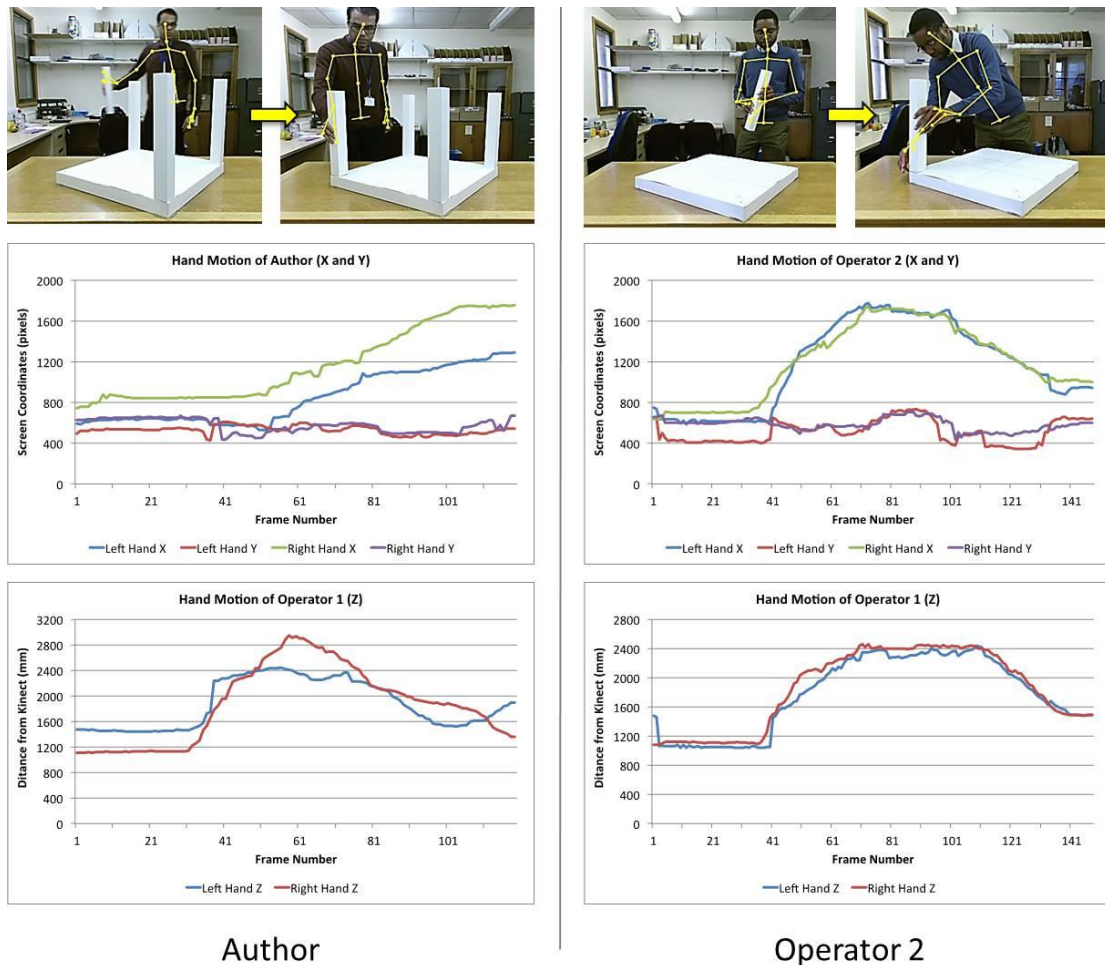 Hand Motion of Author (X and Y)
Screen Coordinates (pixels)
2000
1600
1200
800
400
0
1 21 41 61 81 101
Frame Number
Left Hand X Left Hand Y Right Hand X Right Hand Y
Hand Motion of Operator 1 (Z)
Ditance from Kinect (mm)
3200
2800
2400
2000
1600
1200
800
400
0
1 21 41 61 81 101
Frame Number
Left Hand Z Right Hand Z
Author
Hand Motion of Operator 2 (X and Y)
Screen Coordinates (pixels)
2000
1600
1200
800
400
0
1 21 41 61 81 101 121 141
Frame Number
Left Hand X Left Hand Y Right Hand X Right Hand Y
Hand Motion of Operator 1 (Z)
Ditance from Kinect (mm)
2800
2400
2000
1600
1200
800
400
0
1 21 41 61 81 101 121 141
Frame Number
Left Hand Z Right Hand Z
Operator 2